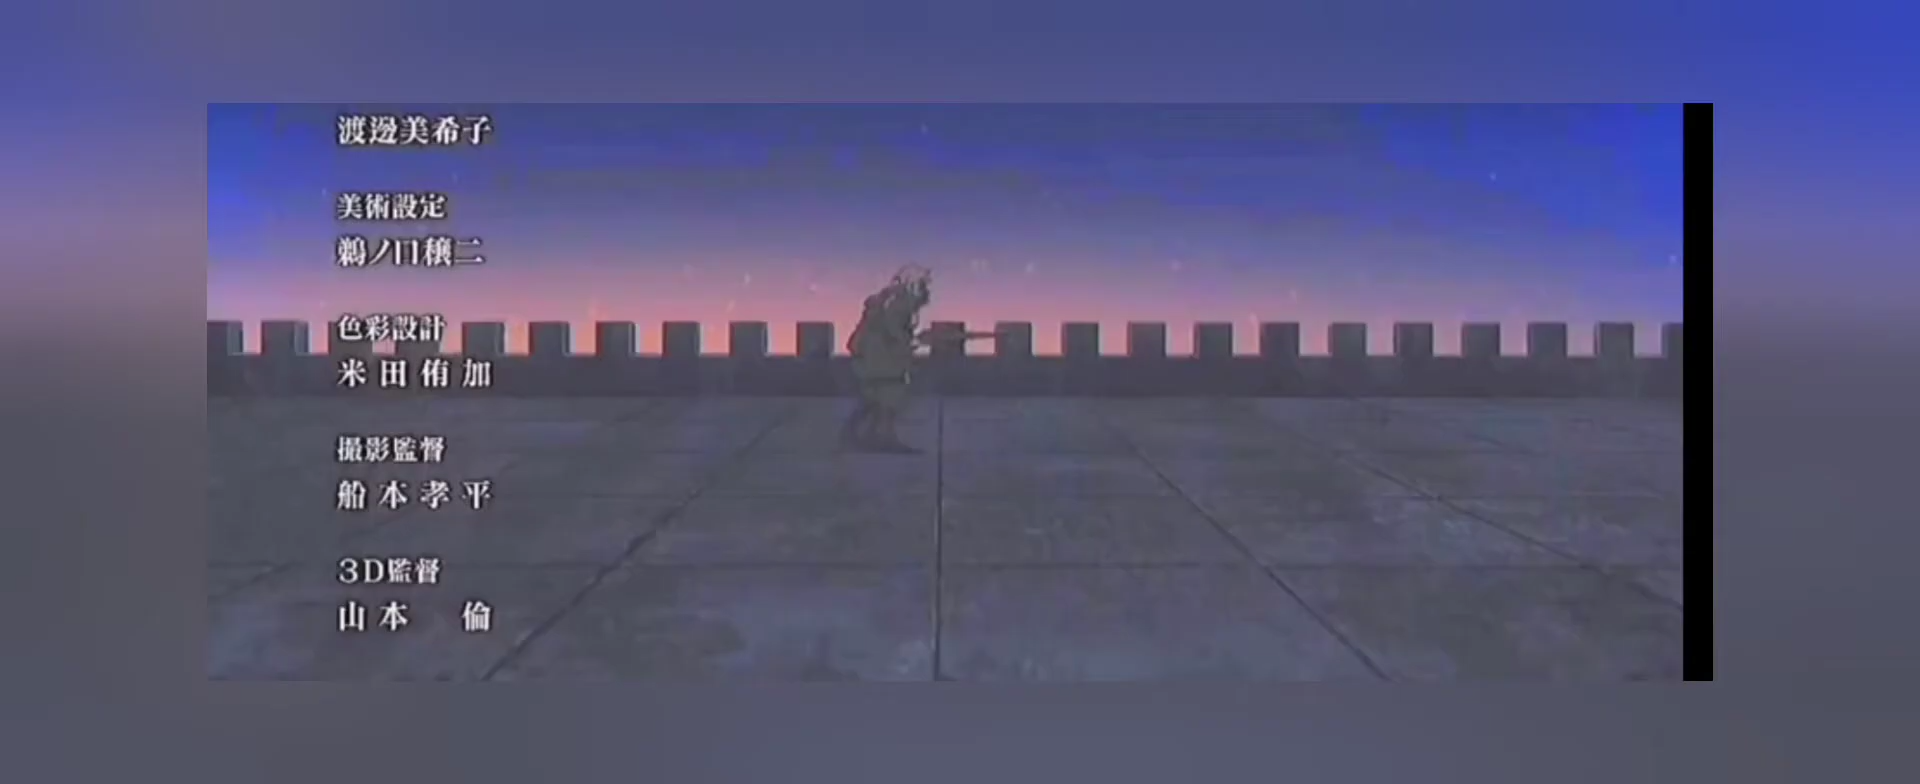 渡邊美希子
美術設定
鵜ノ口穣二
色彩設計
米田侑加
撮影監督
船本孝平
3D監督
山本 倫